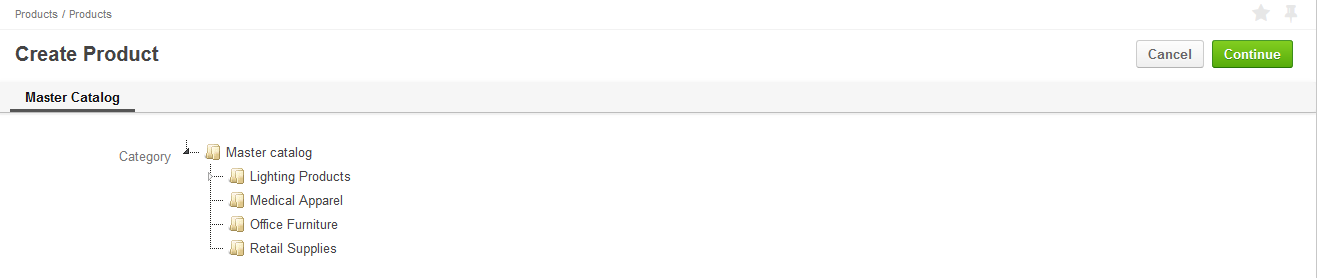 Products / Products
Create Product
Cancel
Continue
Master Catalog
Category
Master catalog
Lighting Products
Medical Apparel
Office Furniture
Retail Supplies